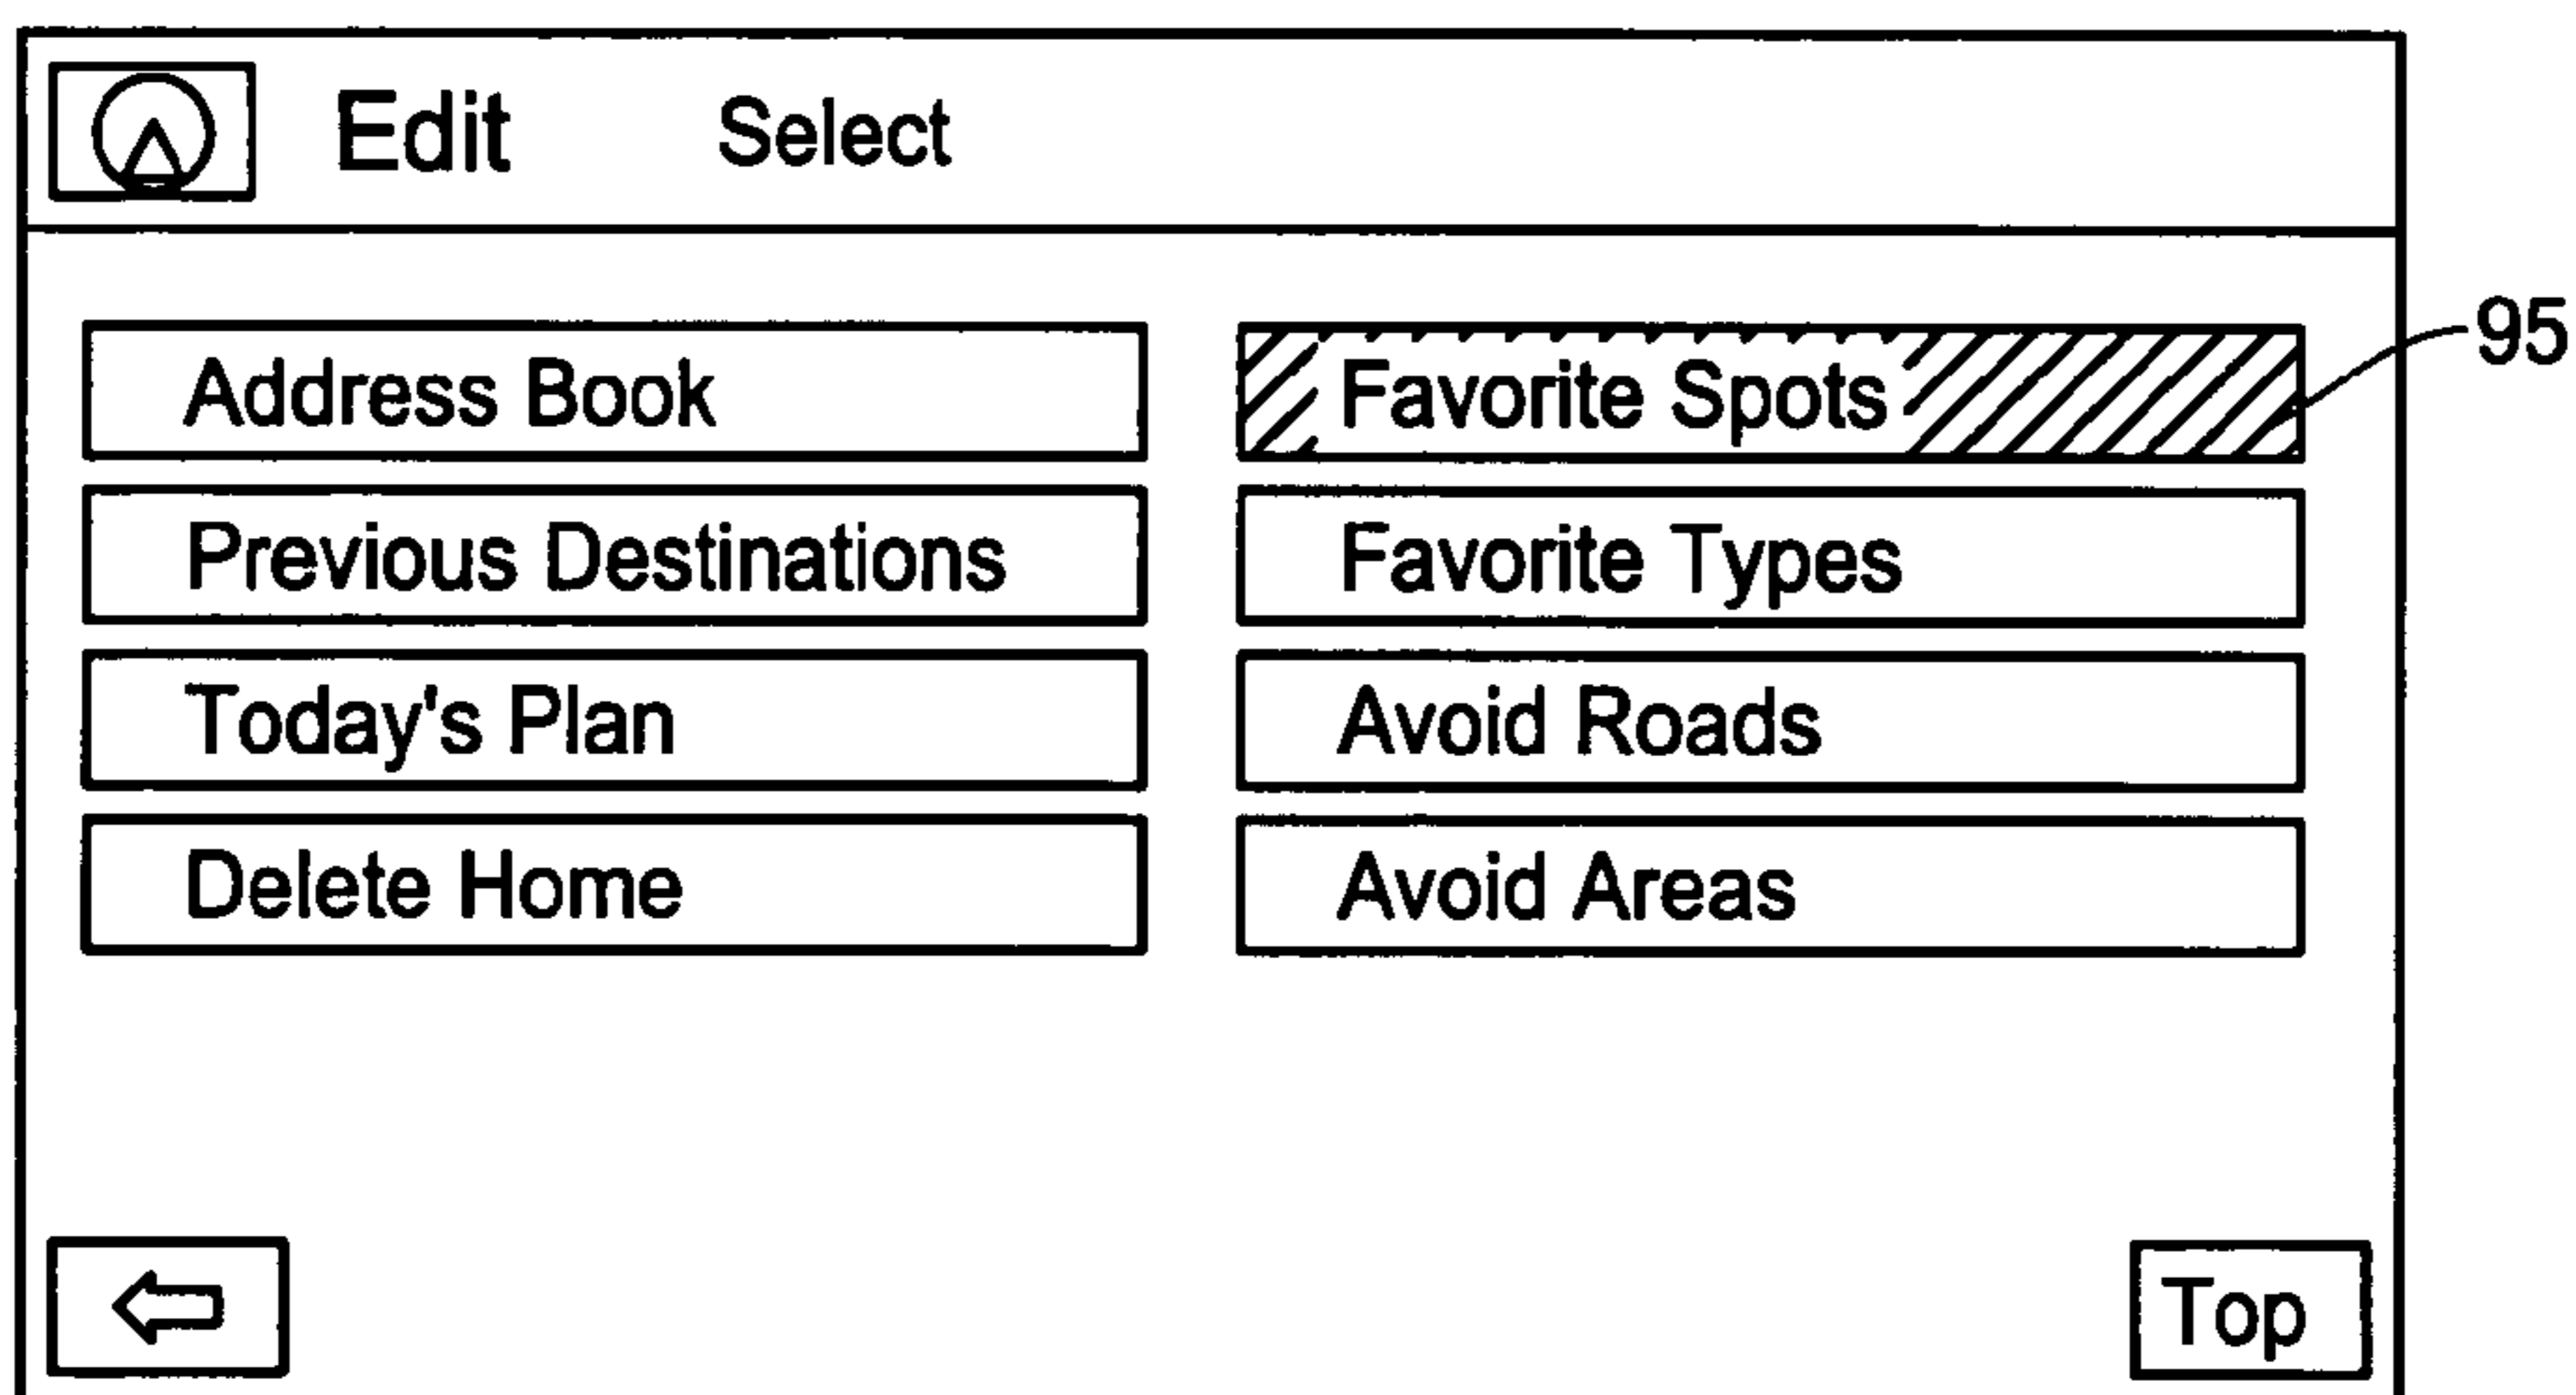 Edit Select
Address Book
Favorite Spots
95
Previous Destinations
Favorite Types
Today's Plan
Avoid Roads
Delete Home
Avoid Areas
Top